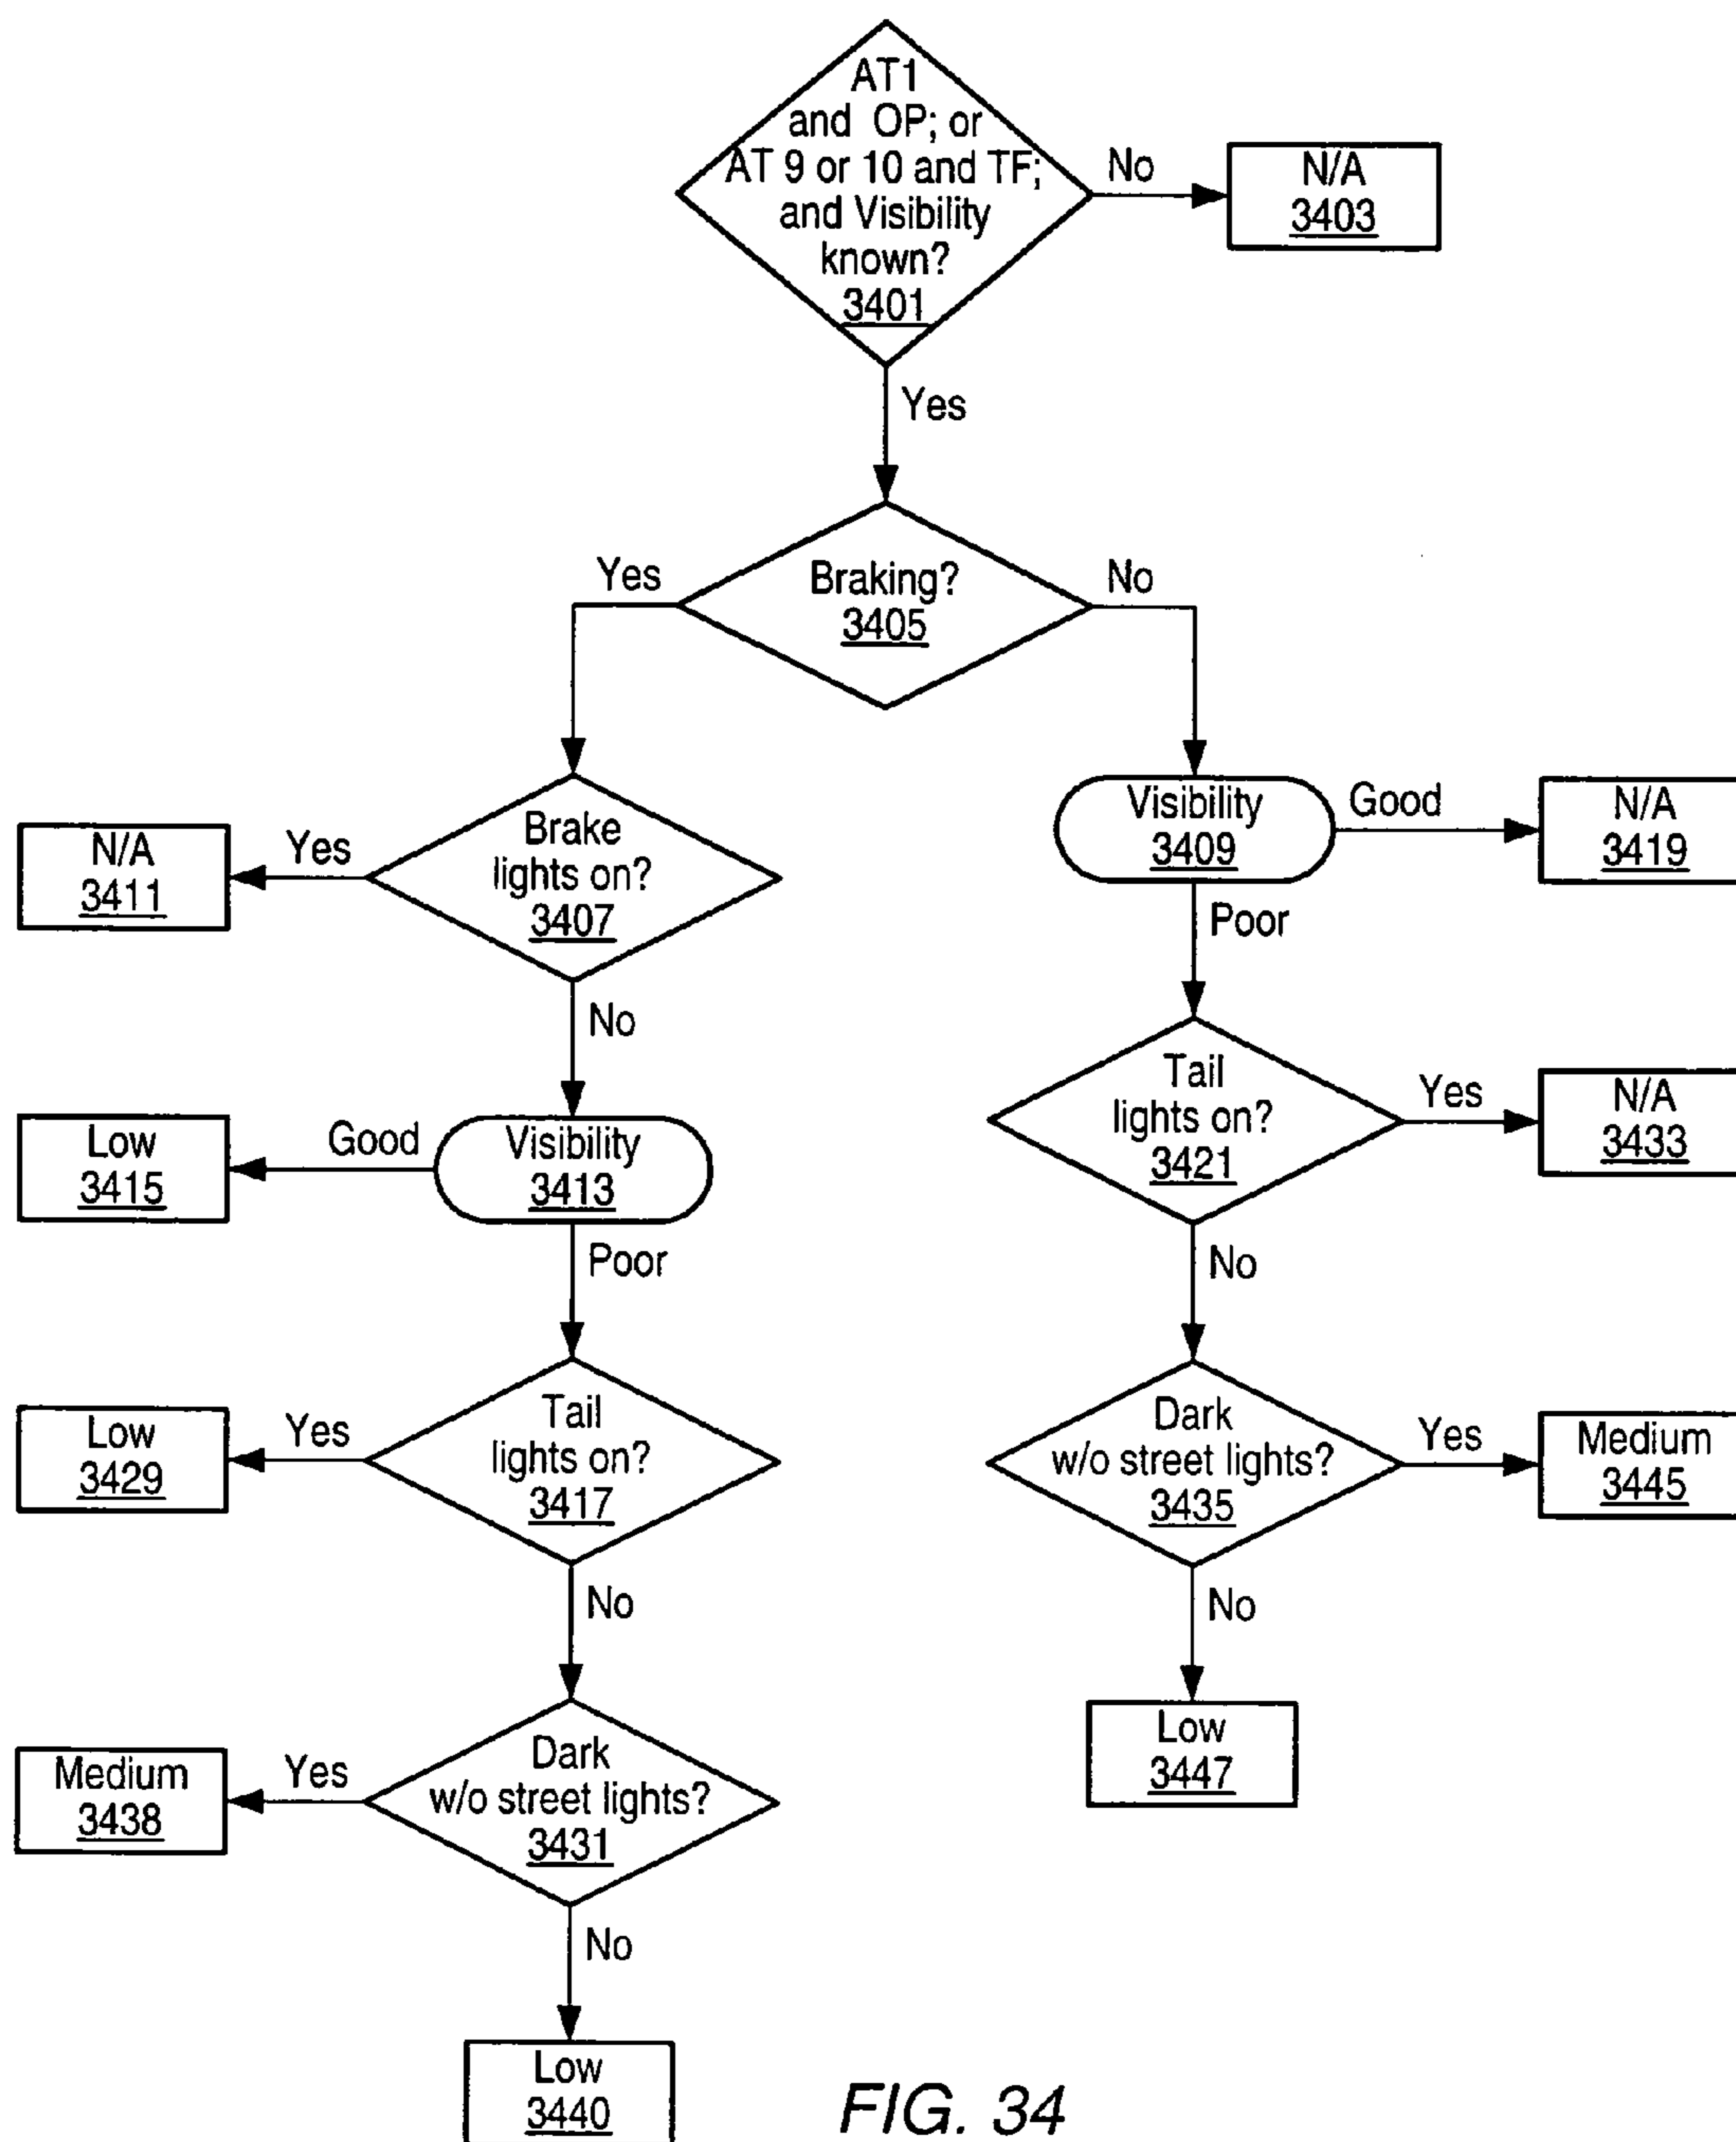 AT1
and OP; or
AT 9 or 10 and TF;
and Visibility
known?
3401
No
N/A
3403
Yes
Braking?
3405
Yes
No
Brake
lights on?
3407
Yes
N/A
3411
Visibility
3409
Good
N/A
3419
No
Poor
Visibility
3413
Good
Low
3415
Tail
lights on?
3421
Yes
N/A
3433
Poor
No
Tail
lights on?
3417
Yes
Low
3429
Dark
w/o street lights?
3435
Yes
Medium
3445
No
No
Dark
w/o street lights?
3431
Yes
Medium
3438
Low
3447
No
Low
3440
FIG. 34